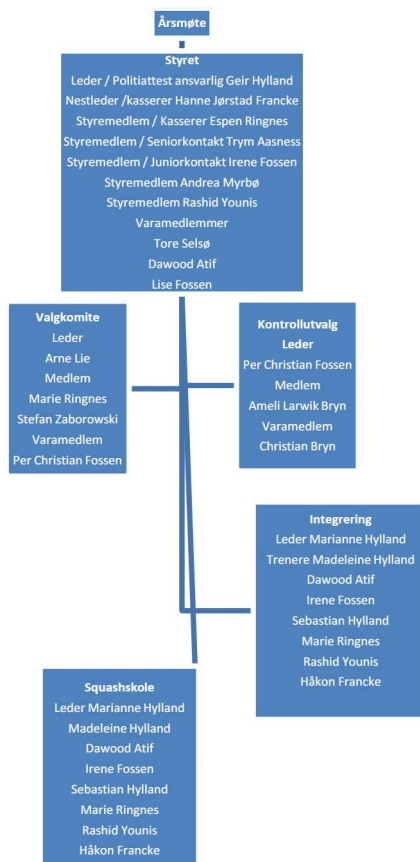 Årsmøte
Styret
Leder / Politiattest ansvarlig Geir Hylland
Nestleder /kasserer Hanne Jørstad Francke
Styremedlem / Kasserer Espen Ringnes
Styremedlem / Seniorkontakt Trym Aasness
Styremedlem / Juniorkontakt Irene Fossen
Styremedlem Andrea Myrbø
Styremedlem Rashid Younis
Varamedlemmer
Tore Selsø
Dawood Atif
Lise Fossen
Valgkomite
Leder
Arne Lie
Medlem
Marie Ringnes
Stefan Zaborowski
Varamedlem
Per Christian Fossen
Kontrollutvalg
Leder
Per Christian Fossen
Medlem
Ameli Larwik Bryn
Varamedlem
Christian Bryn
Integrering
Leder Marianne Hylland
Trenere Madeleine Hylland
Dawood Atif
Irene Fossen
Sebastian Hylland
Marie Ringnes
Rashid Younis
Håkon Francke
Squashskole
Leder Marianne Hylland
Madeleine Hylland
Dawood Atif
Irene Fossen
Sebastian Hylland
Marie Ringnes
Rashid Younis
Håkon Francke